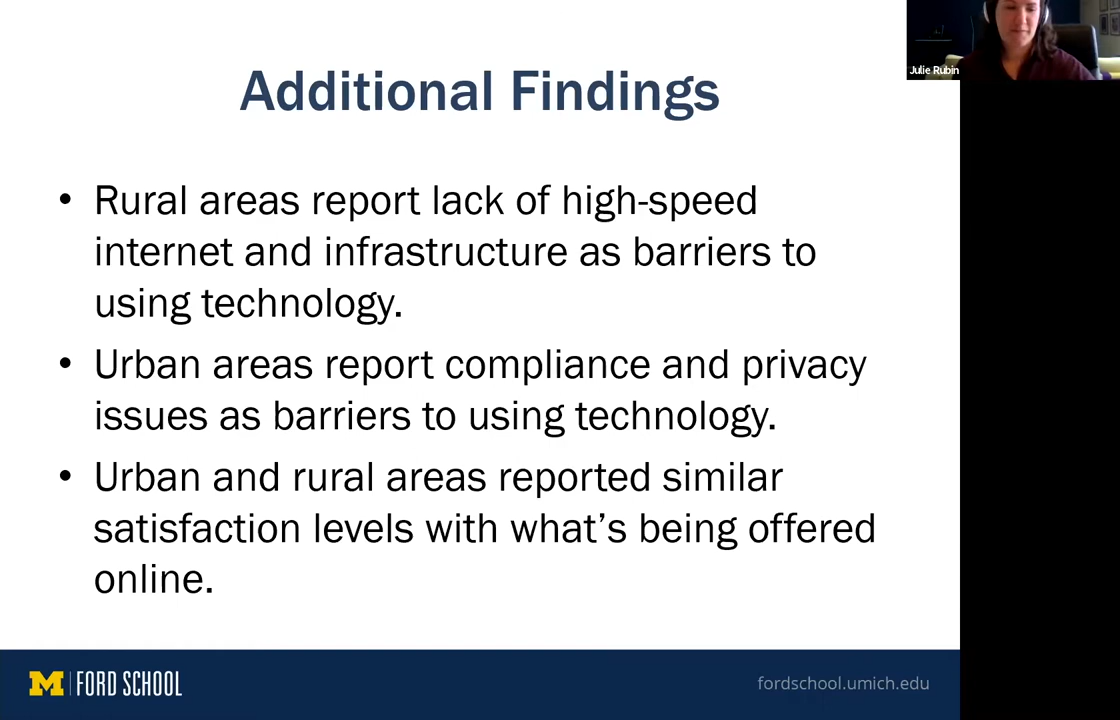 Julie Rubin
Additional Findings
• Rural areas report lack of high-speed
internet and infrastructure as barriers to
using technology.
• Urban areas report compliance and privacy
issues as barriers to using technology.
• Urban and rural areas reported similar
satisfaction levels with what’s being offered
online.
M | FORD SCHOOL
fordschool.umich.edu